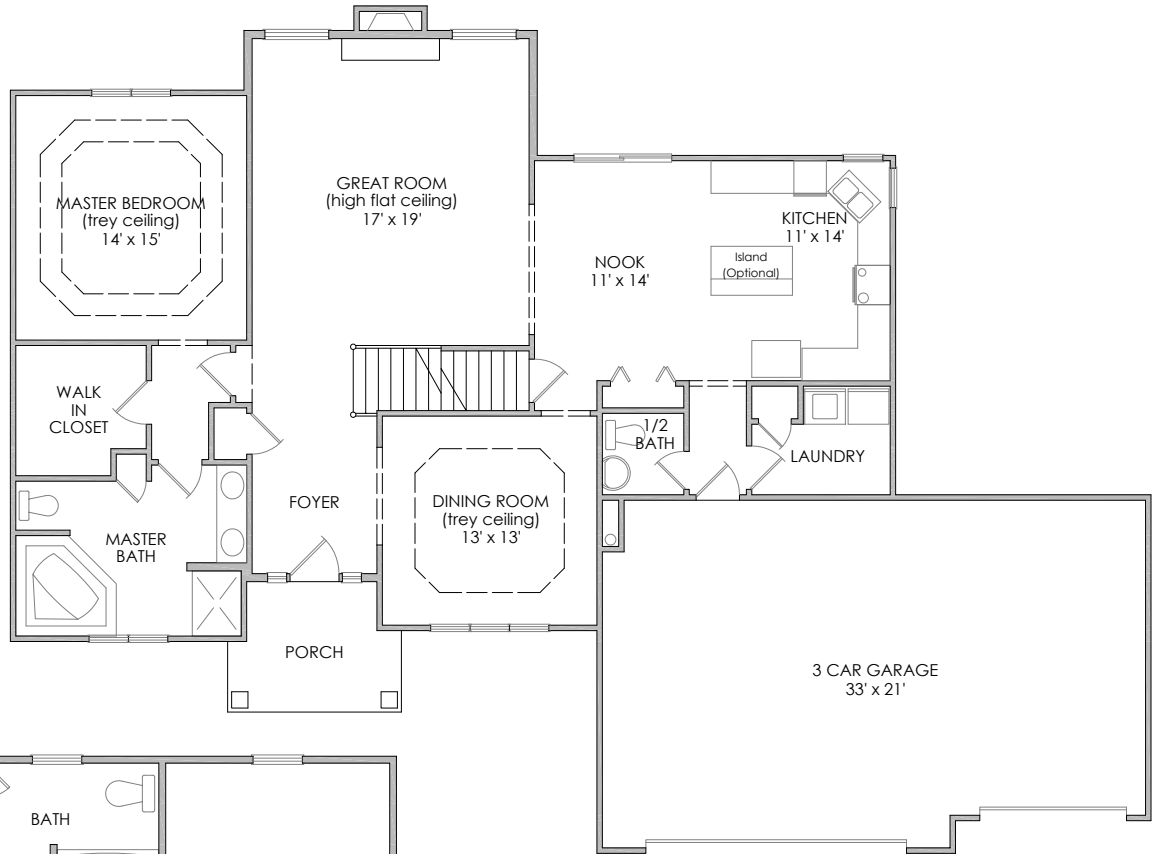 GREAT ROOM
(high flat ceiling)
17' x 19'
MASTER BEDROOM
(trey ceiling)
14' x 15'
KITCHEN
11' x 14'
NOOK
11' x 14'
Island
(Optional)
WALK
IN
CLOSET
1/2
BATH
LAUNDRY
FOYER
DINING ROOM
(trey ceiling)
13' x 13'
MASTER
BATH
PORCH
3 CAR GARAGE
33' x 21'
BATH